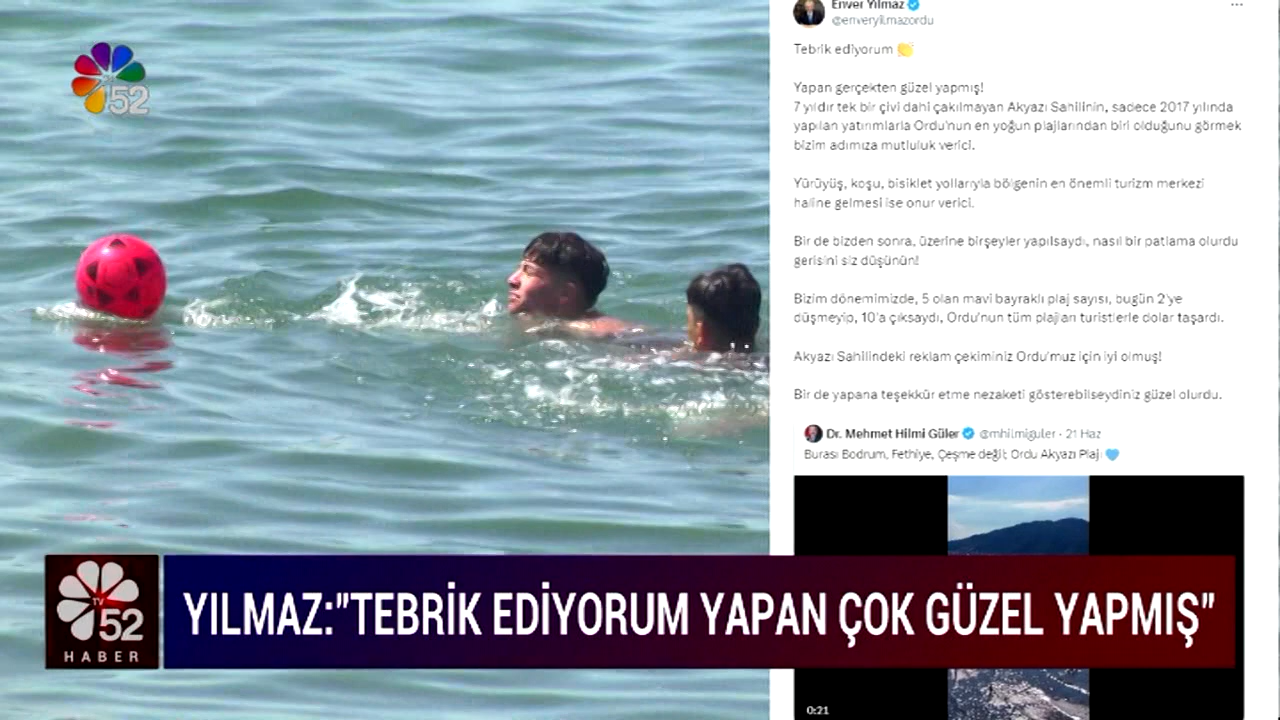 52
Enver Yılmaz
@enveryilmazordu
Tebrik ediyorum 👏
Yapan gerçekten güzel yapmış!
7 yıldır tek bir çivi dahi çakılmayan Akyazı Sahilinin, sadece 2017 yılında
yapılan yatırımlarla Ordu'nun en yoğun plajlarından biri olduğunu görmek
bizim adımıza mutluluk verici.
Yürüyüş, koşu, bisiklet yollarıyla bölgenin en önemli turizm merkezi
haline gelmesi ise onur verici.
Bir de bizden sonra, üzerine birşeyler yapılsaydı, nasıl bir patlama olurdu
gerisini siz düşünün!
Bizim dönemimizde, 5 olan mavi bayraklı plaj sayısı, bugün 2'ye
düşmeyip, 10'a çıksaydı, Ordu'nun tüm plajları turistlerle dolar taşardı.
Akyazı Sahilindeki reklam çekiminiz Ordu'muz için iyi olmuş!
Bir de yapana teşekkür etme nezaketi gösterebilseydiniz güzel olurdu.
Dr. Mehmet Hilmi Güler @mhilmiguler · 21 Haz
Burası Bodrum, Fethiye, Çeşme değil; Ordu Akyazı Plajı 💙
TV
52
HABER
YILMAZ:"TEBRİK EDİYORUM YAPAN ÇOK GÜZEL YAPMIŞ"
0:21